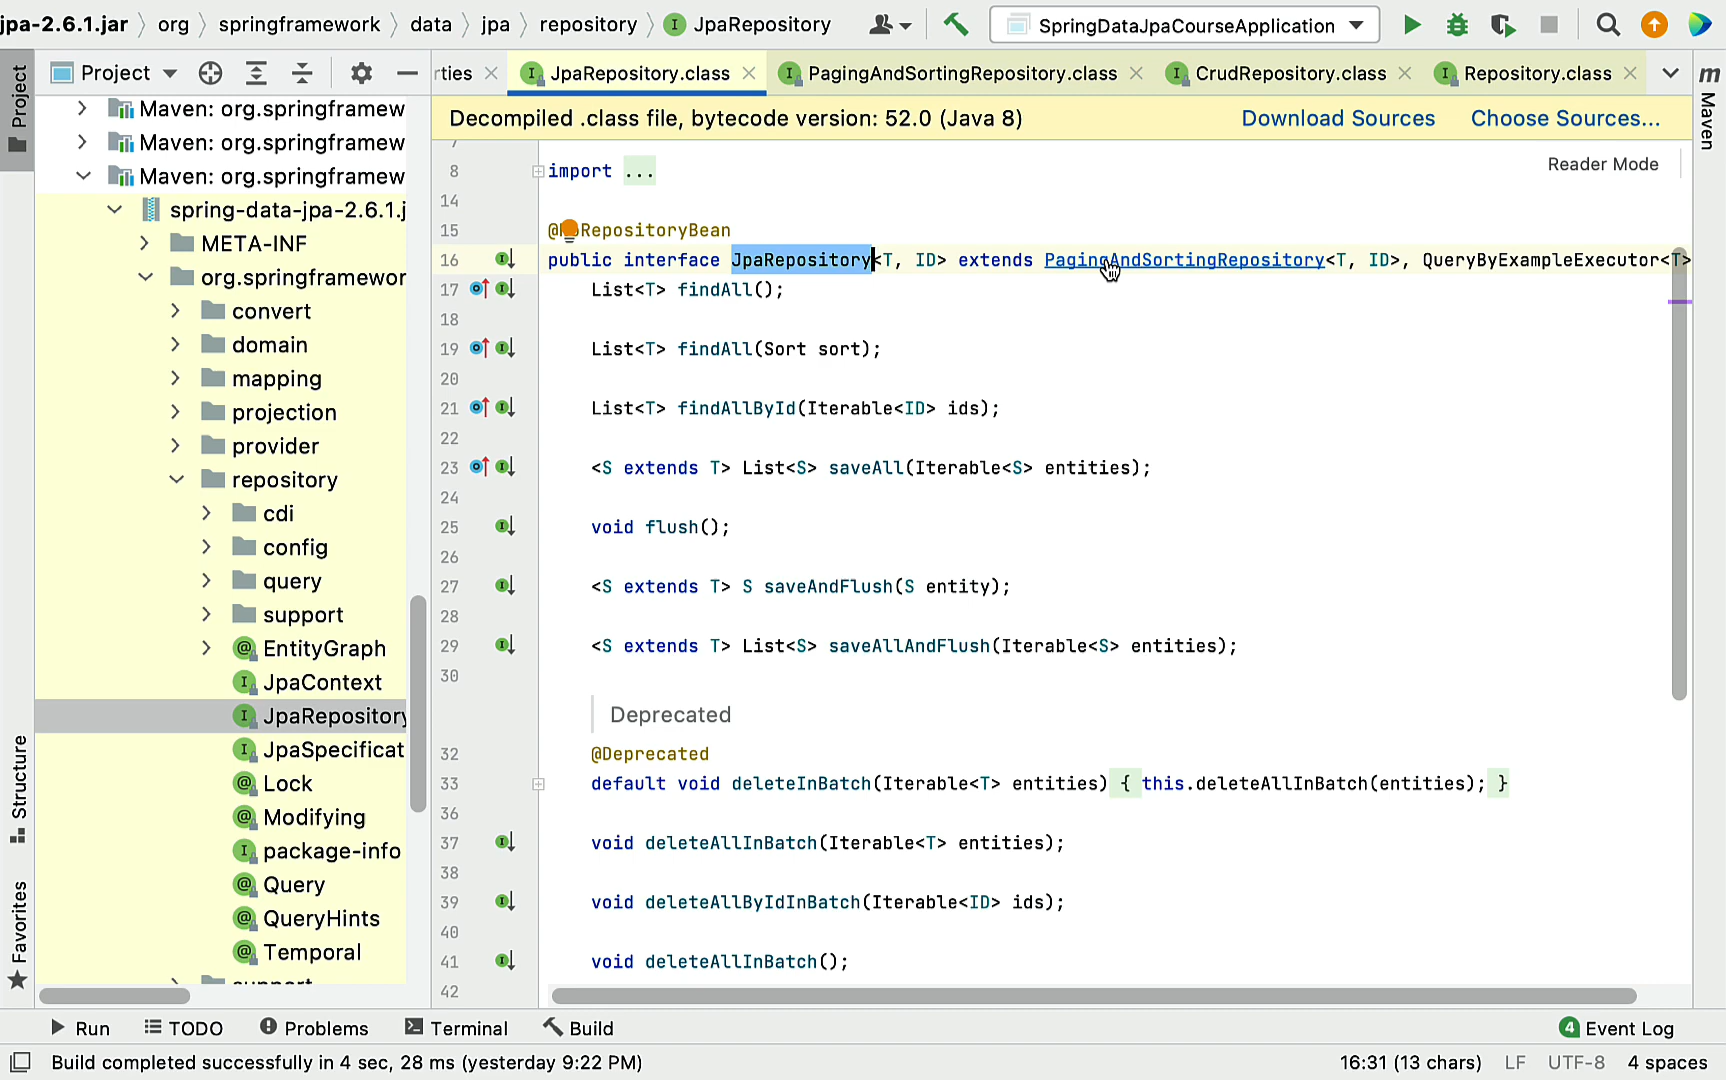 jpa-2.6.1.jar org springframework data jpa repository JpaRepository SpringDataJpaCourseApplication
Project rties JpaRepository.class PagingAndSortingRepository.class CrudRepository.class Repository.class
Decompiled .class file, bytecode version: 52.0 (Java 8) Download Sources Choose Sources...
Reader Mode
Project
Structure
Favorites
Maven
Maven: org.springframew
Maven: org.springframew
Maven: org.springframew
spring-data-jpa-2.6.1.j
META-INF
org.springframewor
convert
domain
mapping
projection
provider
repository
cdi
config
query
support
EntityGraph
JpaContext
JpaRepository
JpaSpecificat
Lock
Modifying
package-info
Query
QueryHints
Temporal
support
7
8 import ...
14
15 @NoRepositoryBean
16 public interface JpaRepository<T, ID> extends PagingAndSortingRepository<T, ID>, QueryByExampleExecutor<T>
17 List<T> findAll();
18
19 List<T> findAll(Sort sort);
20
21 List<T> findAllById(Iterable<ID> ids);
22
23 <S extends T> List<S> saveAll(Iterable<S> entities);
24
25 void flush();
26
27 <S extends T> S saveAndFlush(S entity);
28
29 <S extends T> List<S> saveAllAndFlush(Iterable<S> entities);
30
Deprecated
32 @Deprecated
33 default void deleteInBatch(Iterable<T> entities) { this.deleteAllInBatch(entities); }
36
37 void deleteAllInBatch(Iterable<T> entities);
38
39 void deleteAllByIdInBatch(Iterable<ID> ids);
40
41 void deleteAllInBatch();
42
Run TODO Problems Terminal Build 4 Event Log
Build completed successfully in 4 sec, 28 ms (yesterday 9:22 PM) 16:31 (13 chars) LF UTF-8 4 spaces